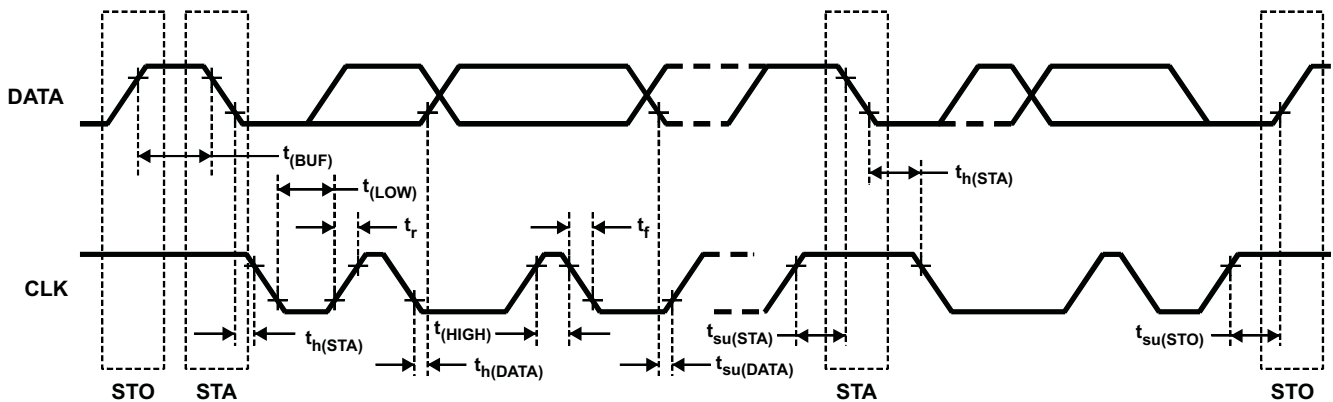 DATA
t(BUF)
t(LOW)
th(STA)
tr
tf
CLK
th(STA)
t(HIGH)
tsu(STA)
tsu(STO)
th(DATA)
tsu(DATA)
STO
STA
STA
STO